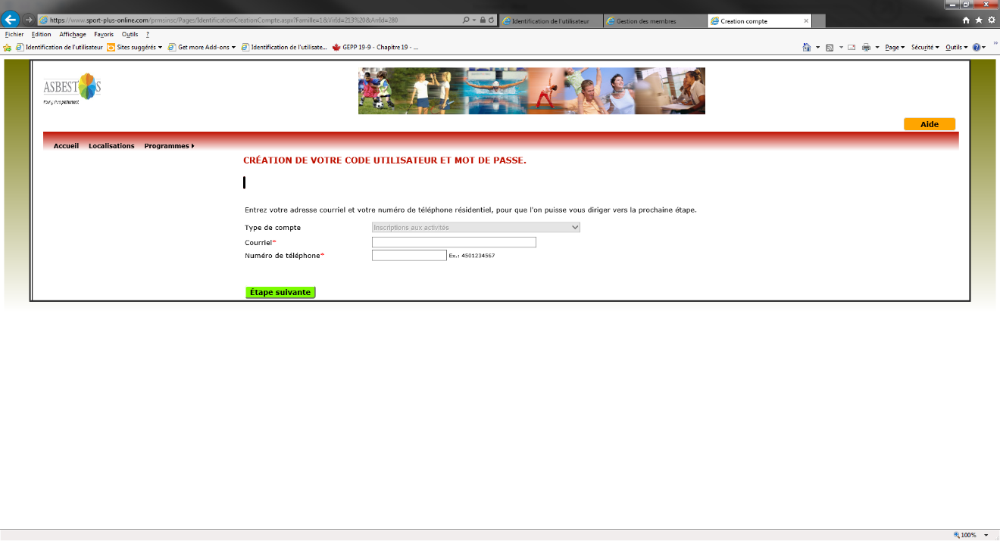 https://www.sport-plus-online.com/prmsinsc/Pages/IdentificationCreationCompte.aspx?Famille=1&VirId=213%20&ArrId=280
Identification de l'utilisateur
Gestion des membres
Creation compte
Fichier Edition Affichage Favoris Outils ?
Identification de l'utilisateur Sites suggérés Get more Add-ons Identification de l'utilisate... GEPP 19-9 - Chapitre 19 - ...
Page Sécurité Outils
ASBESTOS
Aide
Accueil Localisations Programmes
CRÉATION DE VOTRE CODE UTILISATEUR ET MOT DE PASSE.
Entrez votre adresse courriel et votre numéro de téléphone résidentiel, pour que l'on puisse vous diriger vers la prochaine étape.
Type de compte Inscriptions aux activités
Courriel*
Numéro de téléphone* Ex.: 4501234567
Étape suivante
100%